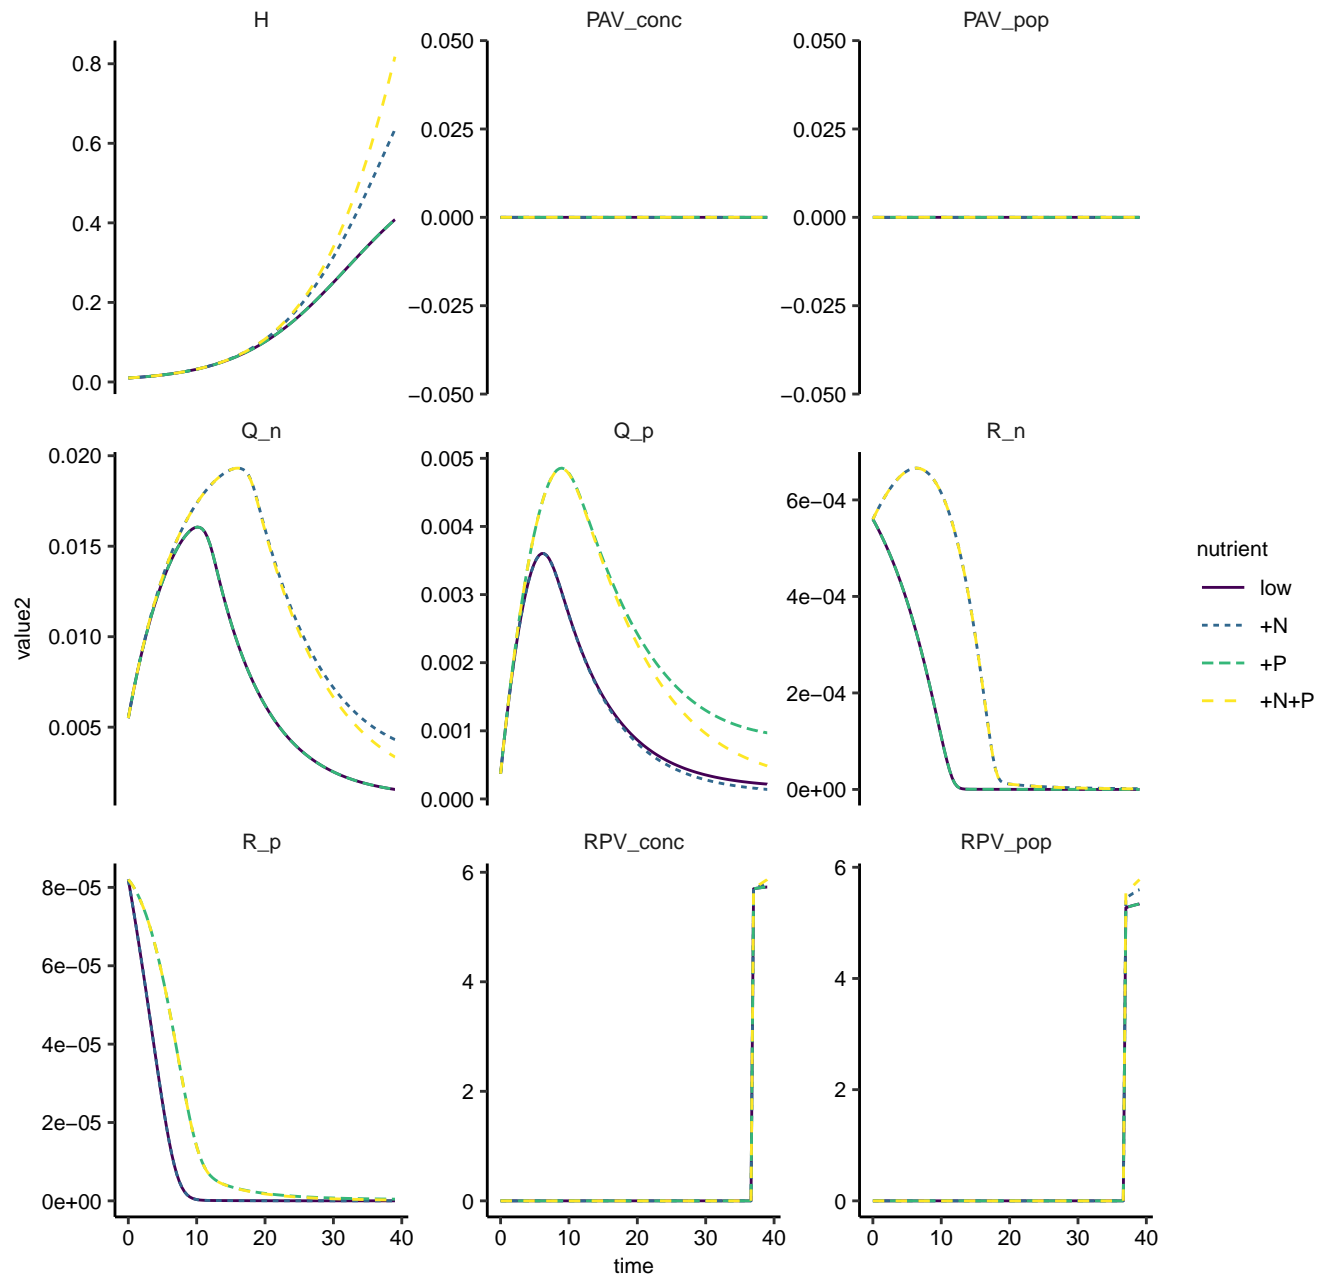 H
PAV_conc
PAV_pop
0.8
0.6
0.4
0.2
0.0
0.050
0.025
0.000
−0.025
−0.050
0.050
0.025
0.000
−0.025
−0.050
Q_n
Q_p
R_n
0.020
0.015
0.010
0.005
0.005
0.004
0.003
0.002
0.001
0.000
6e−04
4e−04
2e−04
0e+00
R_p
RPV_conc
RPV_pop
8e−05
6e−05
4e−05
2e−05
0e+00
6
4
2
0
6
4
2
0
0 10 20 30 40
0 10 20 30 40
0 10 20 30 40
time
value2
nutrient
low
+N
+P
+N+P